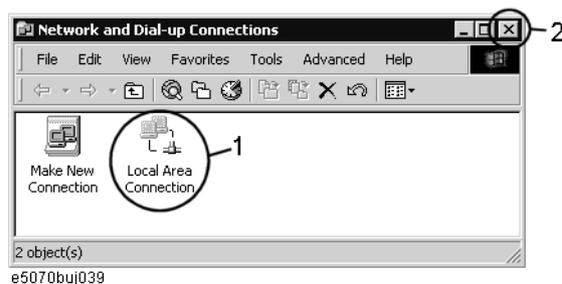 Network and Dial-up Connections
2
File Edit View Favorites Tools Advanced Help
1
Make New
Connection
Local Area
Connection
2 object(s)
e5070buj039